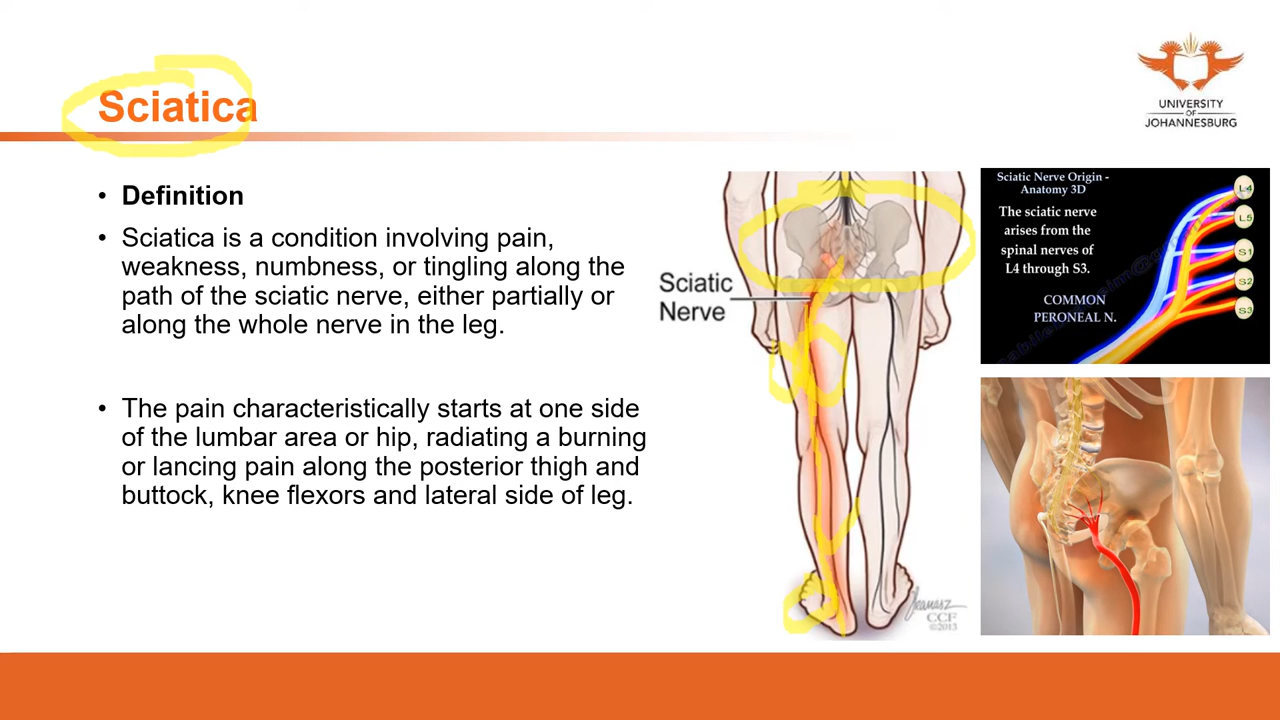 Sciatica
UNIVERSITY
OF
JOHANNESBURG
• Definition
• Sciatica is a condition involving pain,
weakness, numbness, or tingling along the
path of the sciatic nerve, either partially or
along the whole nerve in the leg.
• The pain characteristically starts at one side
of the lumbar area or hip, radiating a burning
or lancing pain along the posterior thigh and
buttock, knee flexors and lateral side of leg.
Sciatic
Nerve
CCF
©2013
Sciatic Nerve Origin -
Anatomy 3D
The sciatic nerve
arises from the
spinal nerves of
L4 through S3.
COMMON
PERONEAL N.
L4
L5
S1
S2
S3